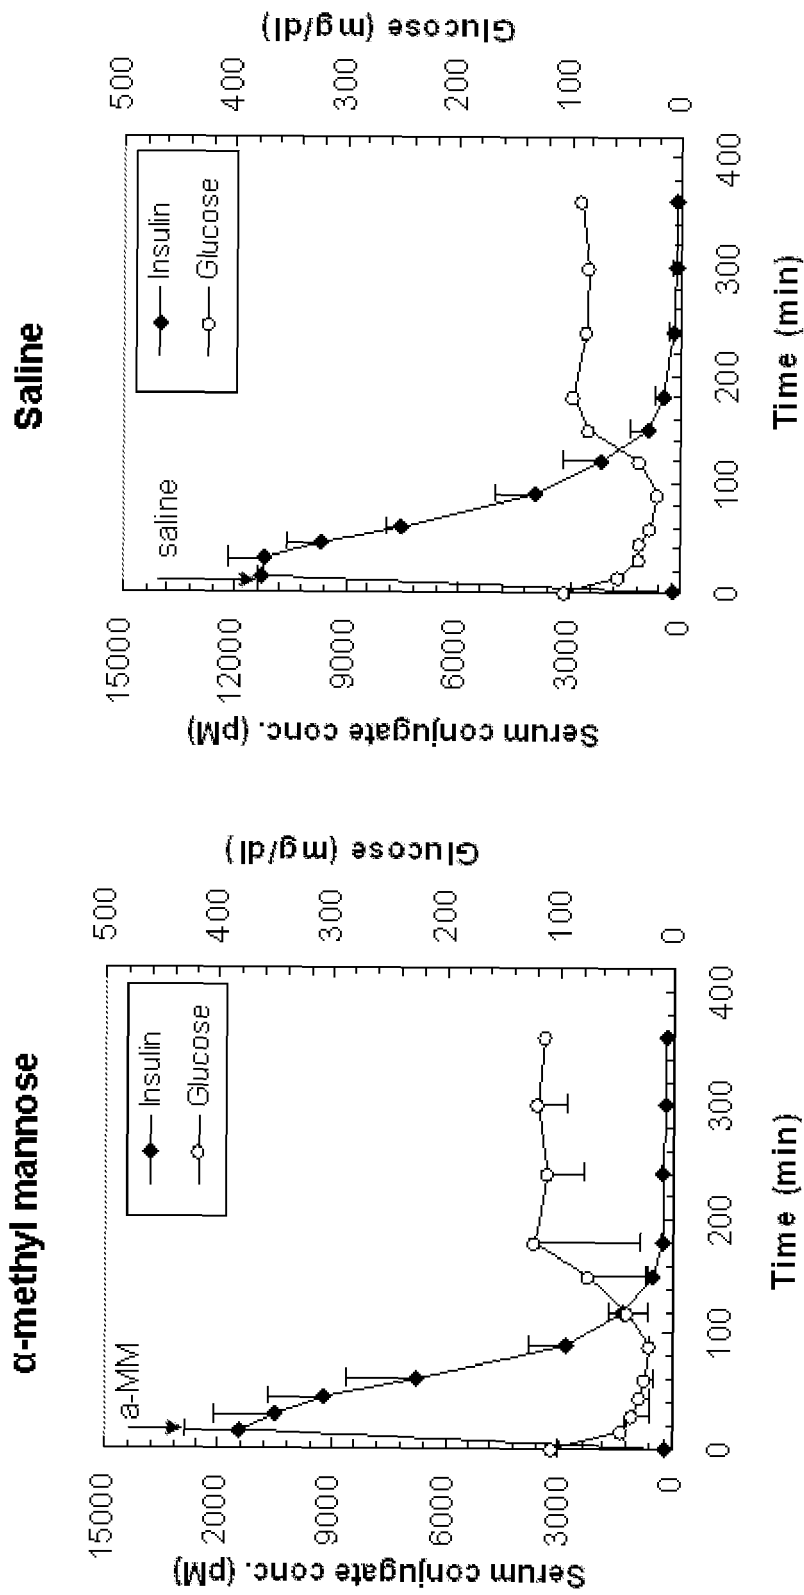 α-methyl mannose
a-MM
Insulin
Glucose
15000
12000
9000
6000
3000
0
Serum conjugate conc. (pM)
500
400
300
200
100
0
Glucose (mg/dl)
0
100
200
300
400
Time (min)
Saline
saline
Insulin
Glucose
15000
12000
9000
6000
3000
0
Serum conjugate conc. (pM)
500
400
300
200
100
0
Glucose (mg/dl)
0
100
200
300
400
Time (min)